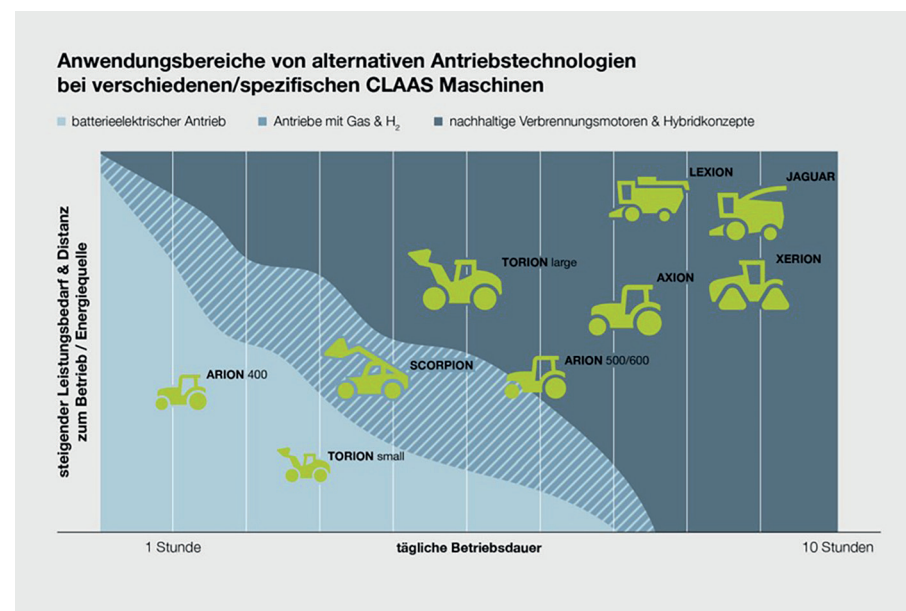 Anwendungsbereiche von alternativen Antriebstechnologien
bei verschiedenen/spezifischen CLAAS Maschinen
batterieelektrischer Antrieb
Antriebe mit Gas & H₂
nachhaltige Verbrennungsmotoren & Hybridkonzepte
steigender Leistungsbedarf & Distanz
zum Betrieb / Energiequelle
LEXION
JAGUAR
TORION large
XERION
AXION
ARION 400
SCORPION
ARION 500/600
TORION small
1 Stunde
tägliche Betriebsdauer
10 Stunden